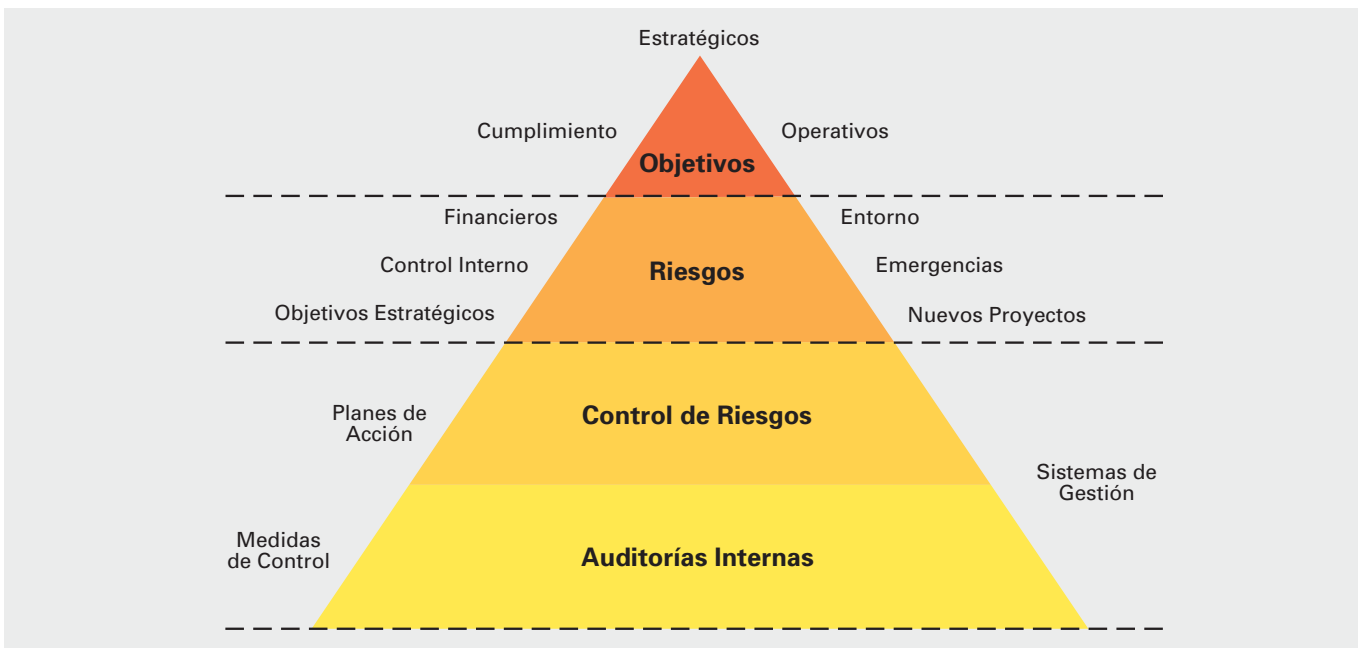 Estratégicos
Cumplimiento
Operativos
Objetivos
Financieros
Entorno
Control Interno
Riesgos
Emergencias
Objetivos Estratégicos
Nuevos Proyectos
Planes de
Acción
Control de Riesgos
Sistemas de
Gestión
Medidas
de Control
Auditorías Internas